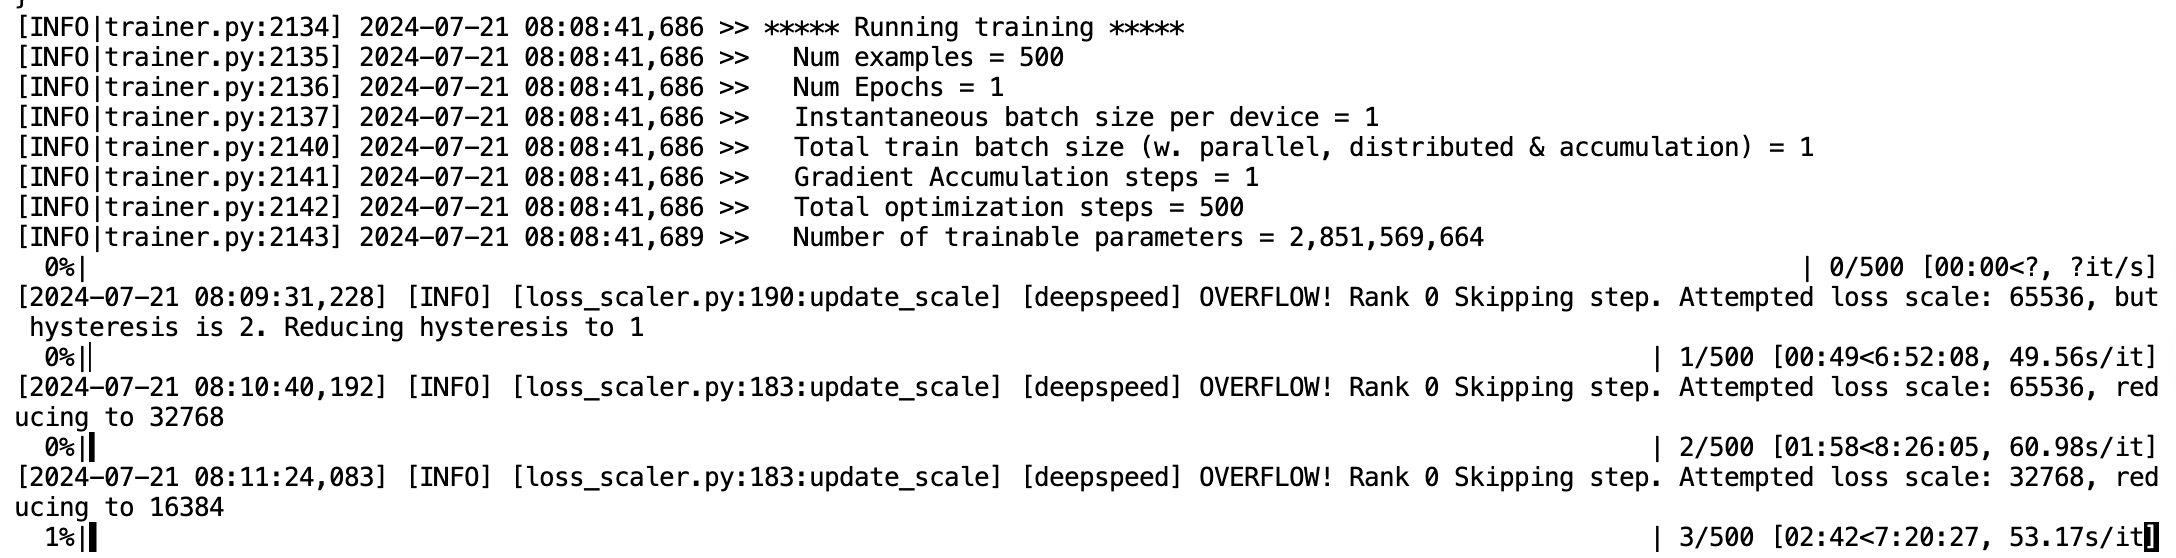 }
[INFO|trainer.py:2134] 2024-07-21 08:08:41,686 >> ***** Running training *****
[INFO|trainer.py:2135] 2024-07-21 08:08:41,686 >>   Num examples = 500
[INFO|trainer.py:2136] 2024-07-21 08:08:41,686 >>   Num Epochs = 1
[INFO|trainer.py:2137] 2024-07-21 08:08:41,686 >>   Instantaneous batch size per device = 1
[INFO|trainer.py:2140] 2024-07-21 08:08:41,686 >>   Total train batch size (w. parallel, distributed & accumulation) = 1
[INFO|trainer.py:2141] 2024-07-21 08:08:41,686 >>   Gradient Accumulation steps = 1
[INFO|trainer.py:2142] 2024-07-21 08:08:41,686 >>   Total optimization steps = 500
[INFO|trainer.py:2143] 2024-07-21 08:08:41,689 >>   Number of trainable parameters = 2,851,569,664
  0%| | 0/500 [00:00<?, ?it/s]
[2024-07-21 08:09:31,228] [INFO] [loss_scaler.py:190:update_scale] [deepspeed] OVERFLOW! Rank 0 Skipping step. Attempted loss scale: 65536, but
 hysteresis is 2. Reducing hysteresis to 1
  0%| | 1/500 [00:49<6:52:08, 49.56s/it]
[2024-07-21 08:10:40,192] [INFO] [loss_scaler.py:183:update_scale] [deepspeed] OVERFLOW! Rank 0 Skipping step. Attempted loss scale: 65536, red
ucing to 32768
  0%| | 2/500 [01:58<8:26:05, 60.98s/it]
[2024-07-21 08:11:24,083] [INFO] [loss_scaler.py:183:update_scale] [deepspeed] OVERFLOW! Rank 0 Skipping step. Attempted loss scale: 32768, red
ucing to 16384
  1%| | 3/500 [02:42<7:20:27, 53.17s/it]